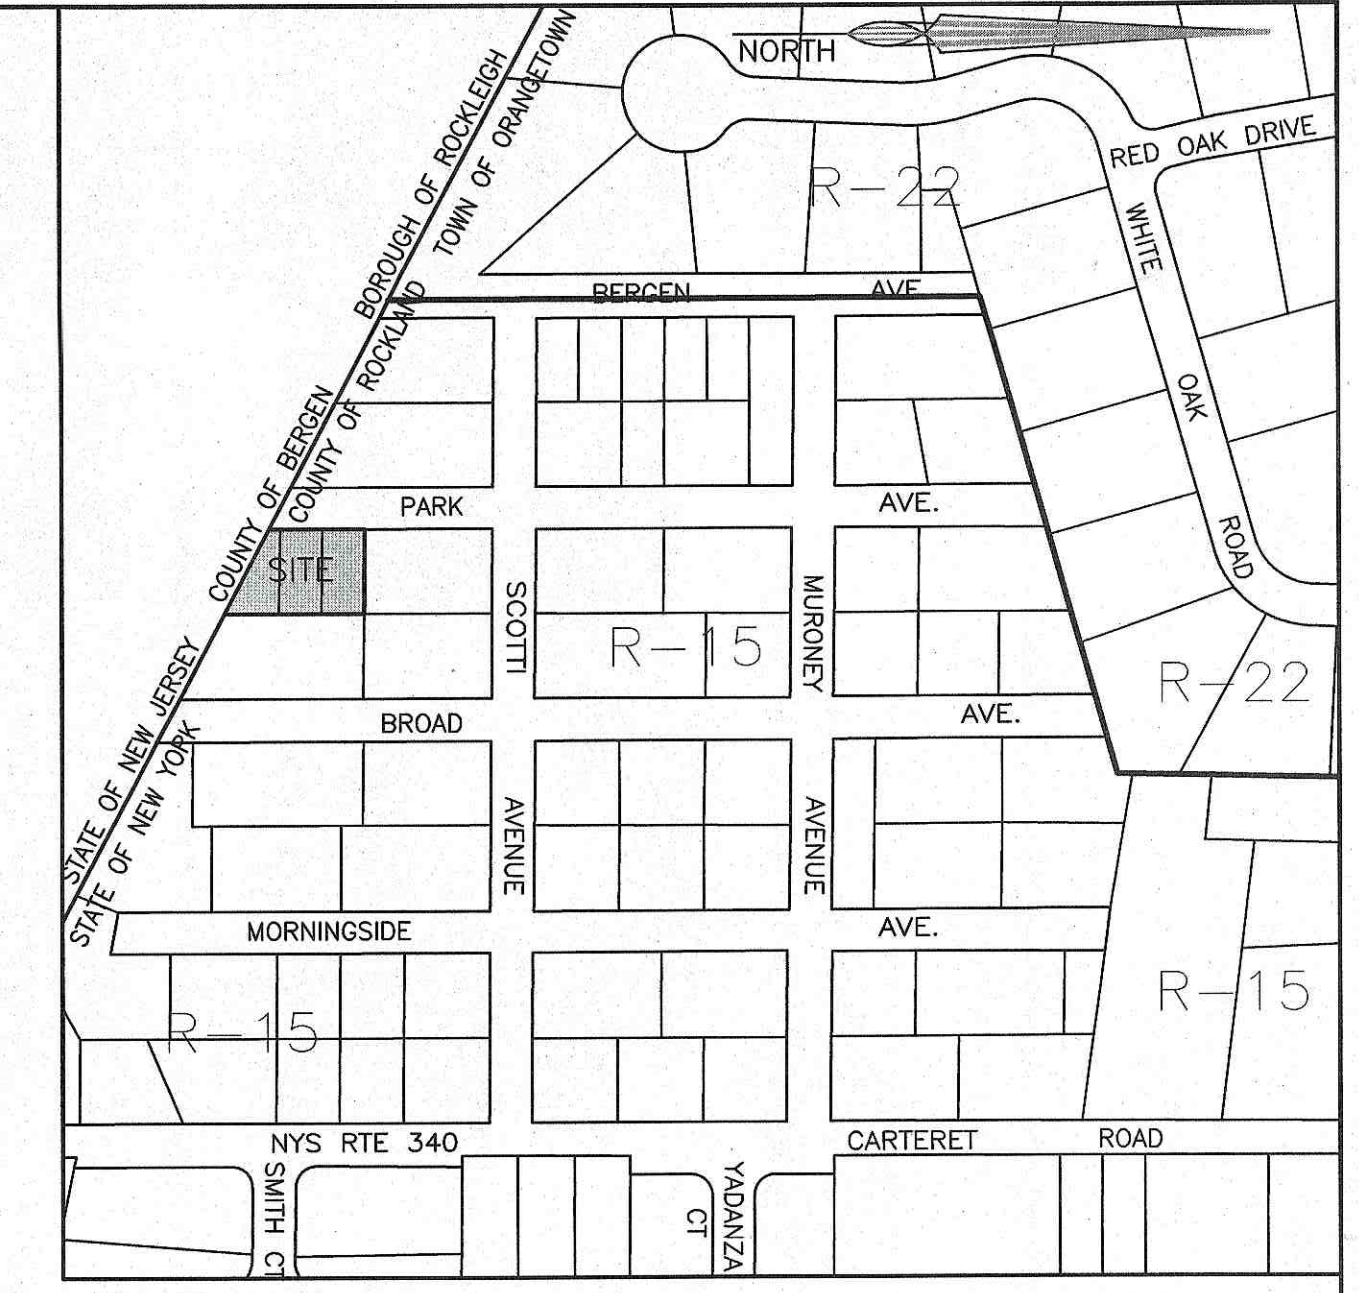 NORTH
BOROUGH OF ROCKLEIGH
TOWN OF ORANGETOWN
RED OAK DRIVE
R-22
WHITE
OAK
ROAD
BERGEN AVE
COUNTY OF BERGEN
COUNTY OF ROCKLAND
PARK AVE.
SITE
SCOTTI
AVENUE
MURONEY
AVENUE
R-15
R-22
BROAD AVE.
STATE OF NEW JERSEY
STATE OF NEW YORK
MORNINGSIDE AVE.
R-15
R-15
NYS RTE 340 CARTERET ROAD
SMITH CT
YADANZA
CT